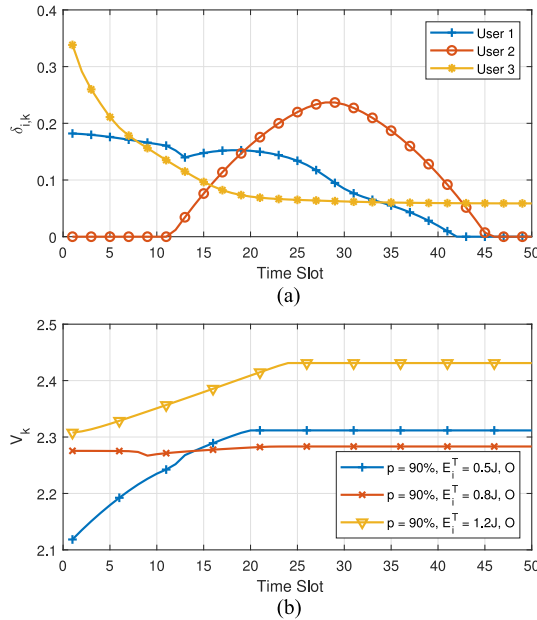 0.4
0.3
0.2
0.1
0
δi,k
User 1
User 2
User 3
0 5 10 15 20 25 30 35 40 45 50
Time Slot
(a)
2.5
2.4
2.3
2.2
2.1
Vk
p = 90%, E_i^T = 0.5J, O
p = 90%, E_i^T = 0.8J, O
p = 90%, E_i^T = 1.2J, O
0 5 10 15 20 25 30 35 40 45 50
Time Slot
(b)